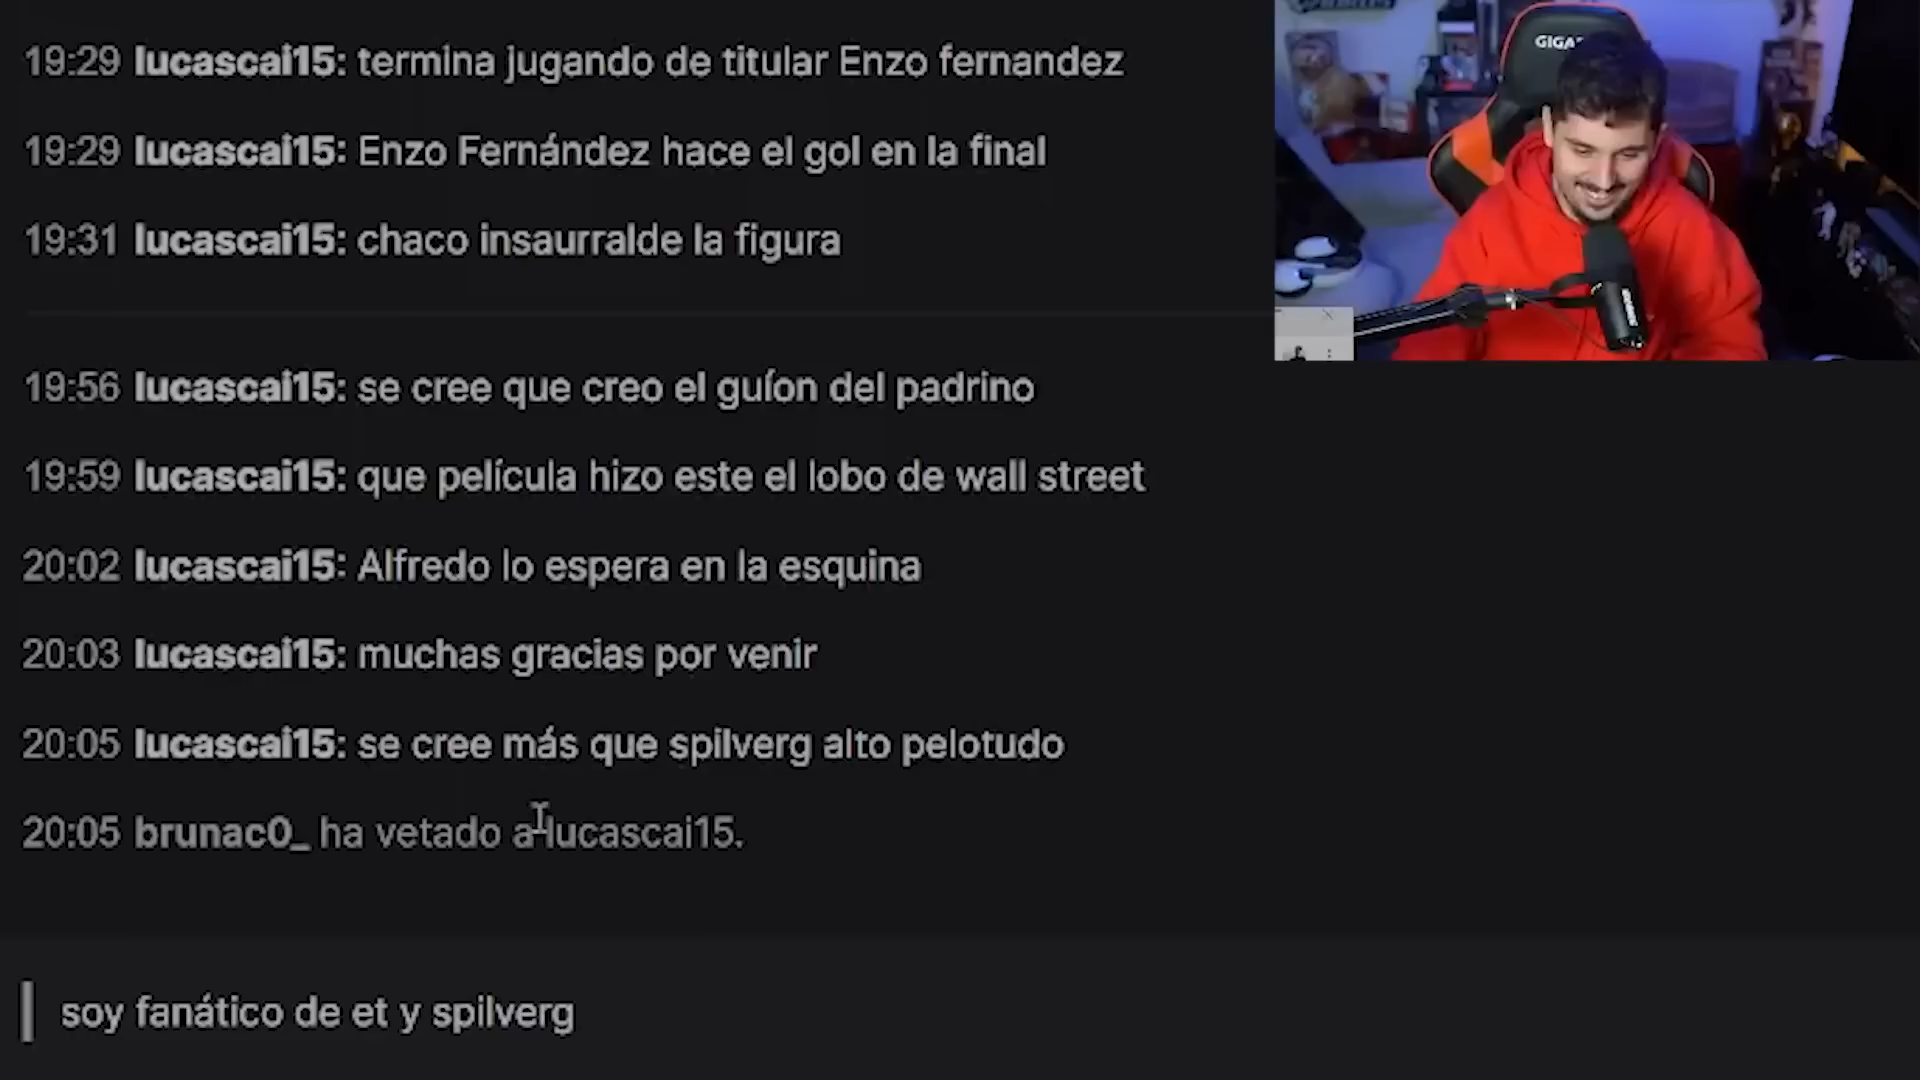 19:29 lucascai15: termina jugando de titular Enzo fernandez
19:29 lucascai15: Enzo Fernández hace el gol en la final
19:31 lucascai15: chaco insaurralde la figura
19:56 lucascai15: se cree que creo el guíon del padrino
19:59 lucascai15: que película hizo este el lobo de wall street
20:02 lucascai15: Alfredo lo espera en la esquina
20:03 lucascai15: muchas gracias por venir
20:05 lucascai15: se cree más que spilverg alto pelotudo
20:05 brunac0_ ha vetado a lucascai15.
soy fanático de et y spilverg